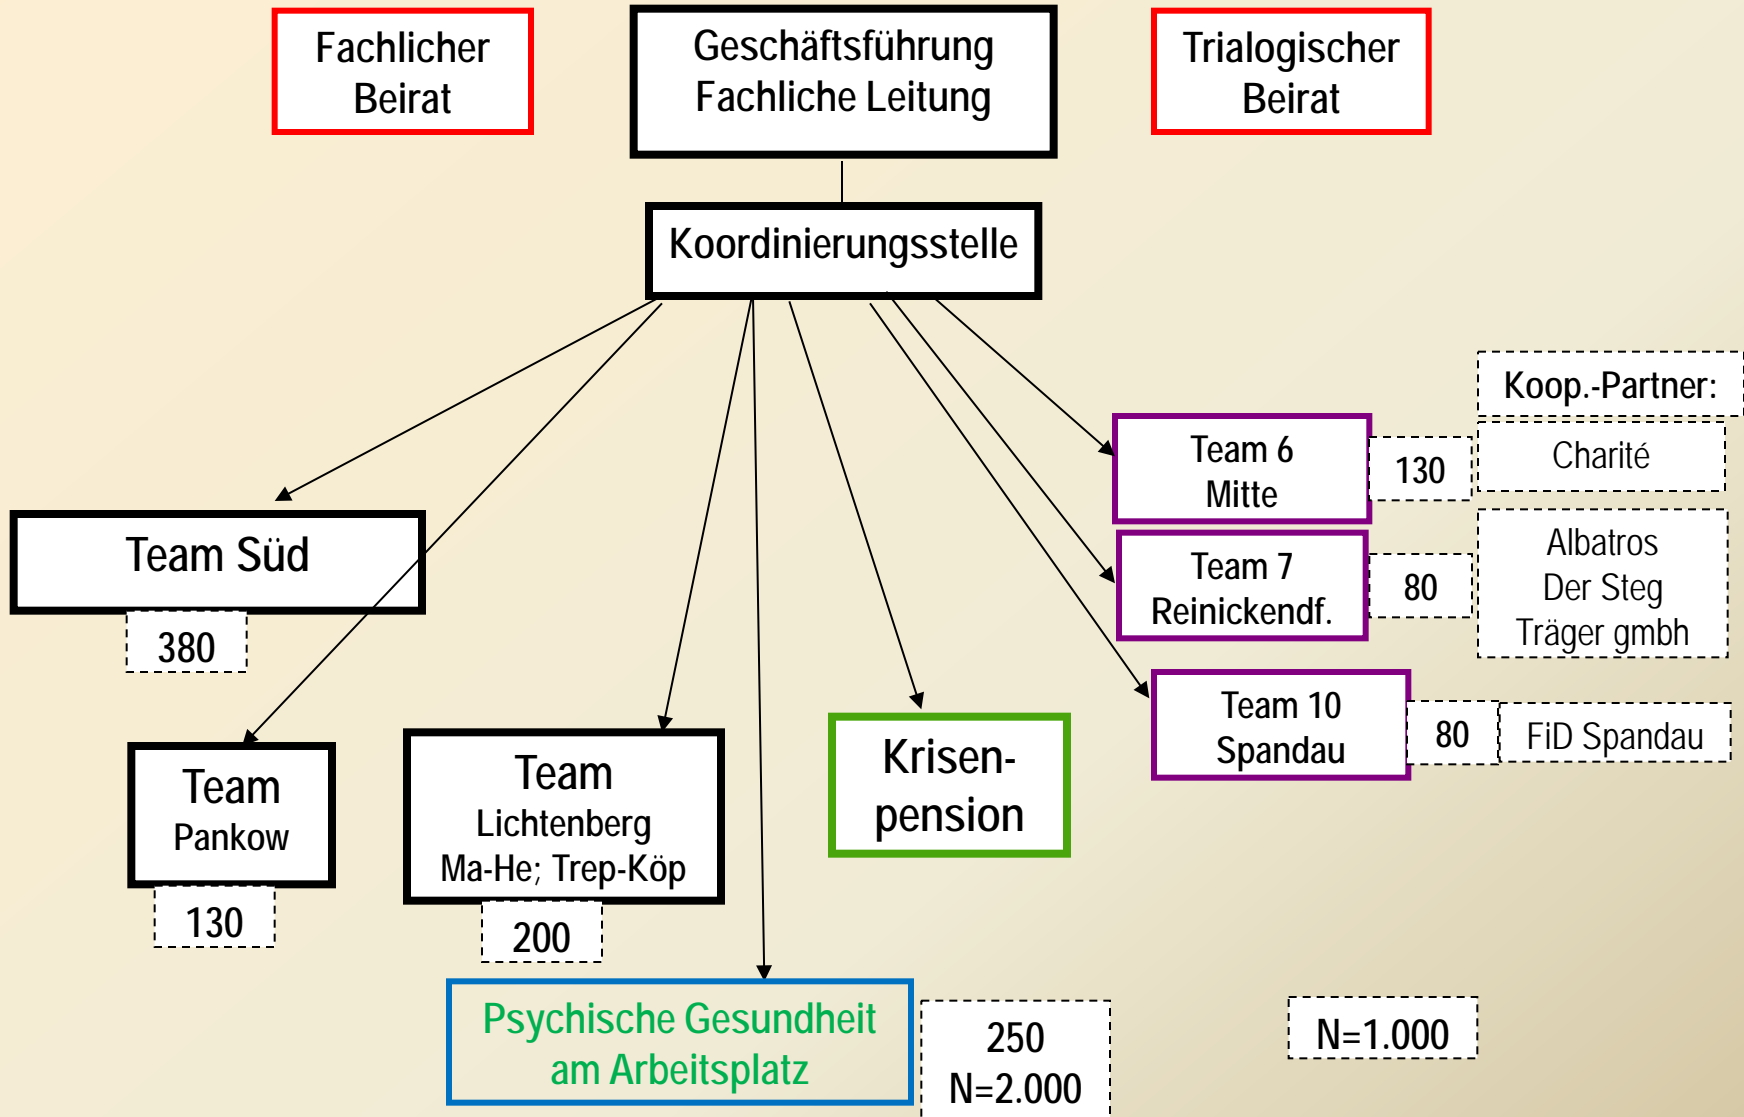 Fachlicher
Beirat
Geschäftsführung
Fachliche Leitung
Trialogischer
Beirat
Koordinierungsstelle
Koop.-Partner:
Team 6
Mitte
130
Charité
Team Süd
380
Team 7
Reinickendf.
80
Albatros
Der Steg
Träger gmbh
Team 10
Spandau
80
FiD Spandau
Team
Pankow
130
Team
Lichtenberg
Ma-He; Trep-Köp
200
Krisen-
pension
Psychische Gesundheit
am Arbeitsplatz
250
N=2.000
N=1.000